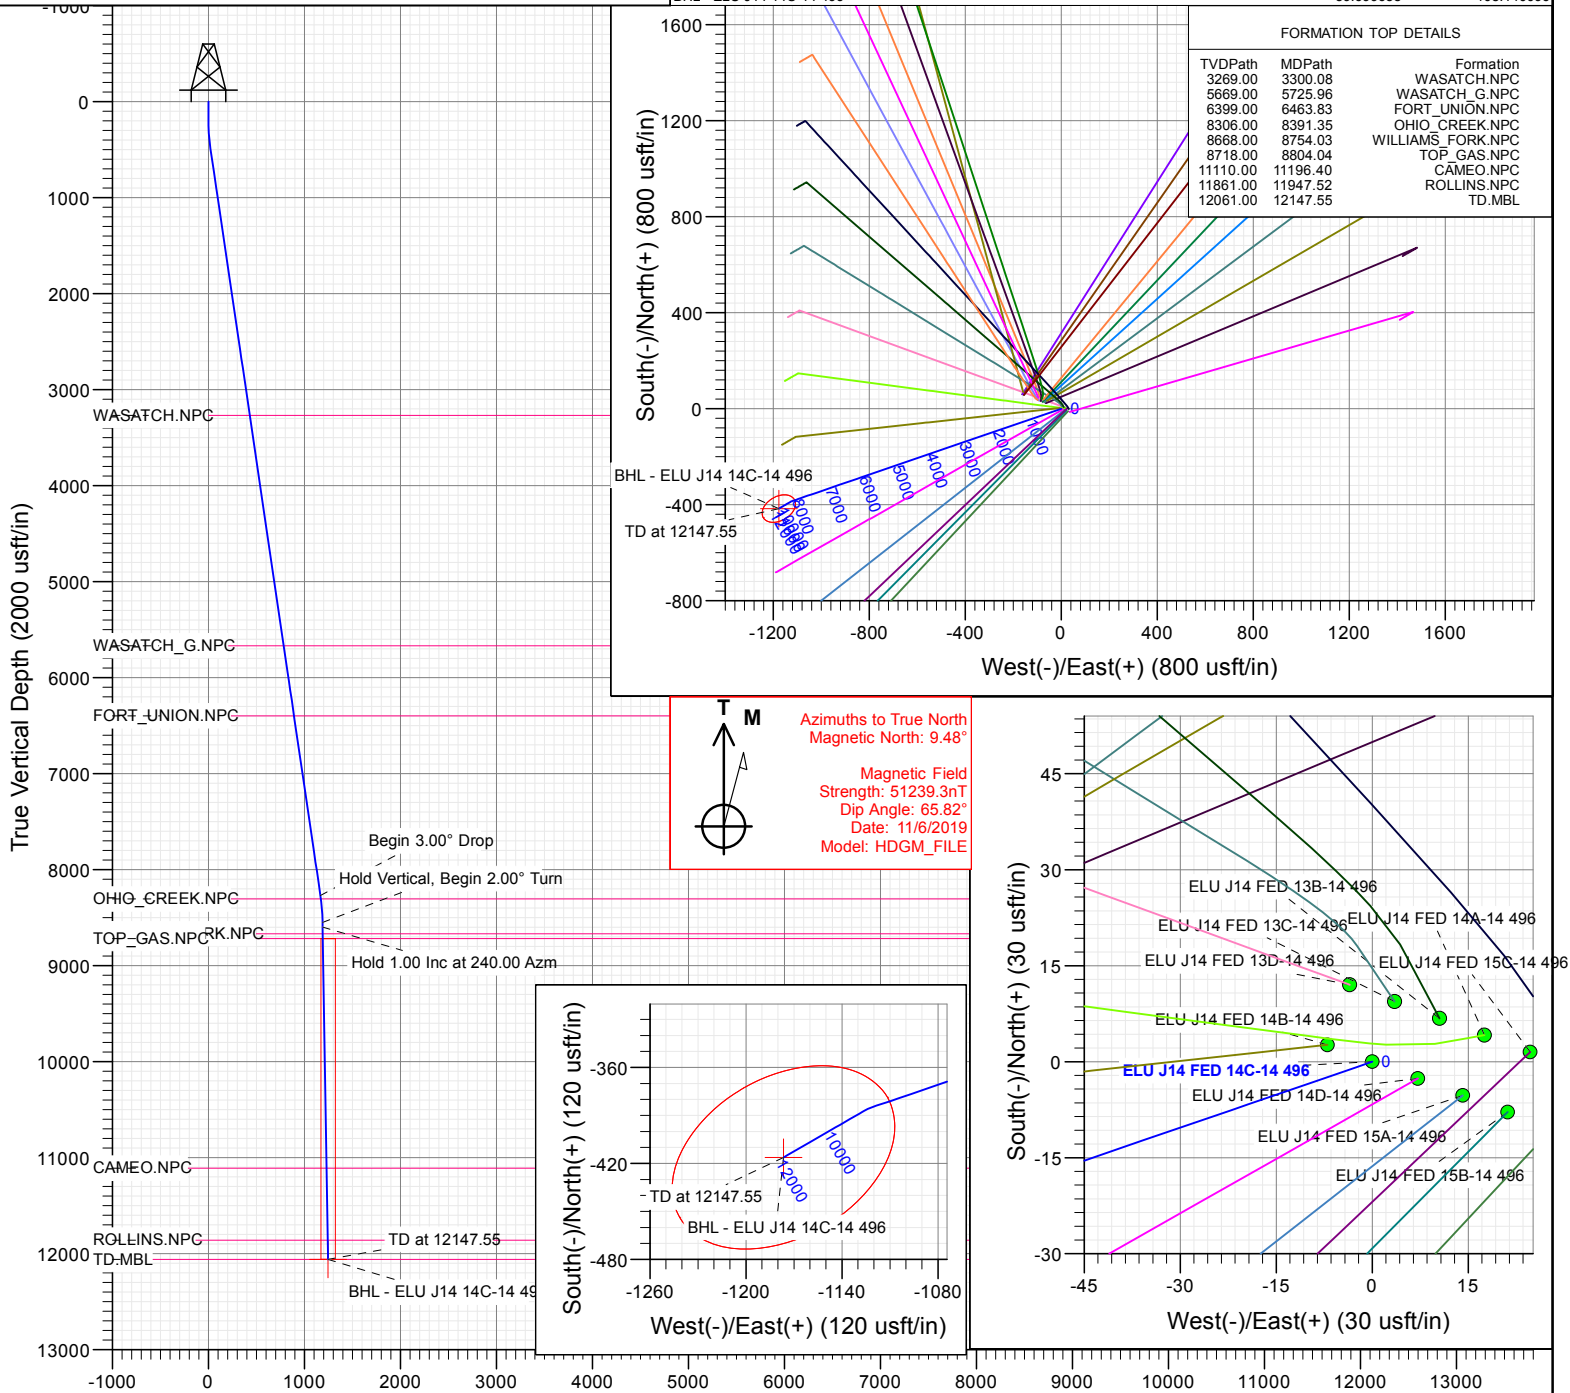 -1000
0
1000
2000
3000
4000
5000
6000
7000
8000
9000
10000
11000
12000
13000
True Vertical Depth (2000 usft/in)
-1000
0
1000
2000
3000
4000
5000
6000
7000
8000
9000
10000
11000
12000
13000
WASATCH.NPC
WASATCH_G.NPC
FORT_UNION.NPC
OHIO_CREEK.NPC
RK.NPC
TOP_GAS.NPC
CAMEO.NPC
ROLLINS.NPC
TD.MBL
Begin 3.00° Drop
Hold Vertical, Begin 2.00° Turn
Hold 1.00 Inc at 240.00 Azm
TD at 12147.55
BHL - ELU J14 14C-14 49
South(-)/North(+) (800 usft/in)
1600
1200
800
400
0
-400
-800
-1200
-800
-400
0
400
800
1200
1600
West(-)/East(+) (800 usft/in)
0
1000
2000
3000
4000
5000
6000
7000
8000
10000
12000
BHL - ELU J14 14C-14 496
TD at 12147.55
FORMATION TOP DETAILS
TVDPath MDPath Formation
3269.00 3300.08 WASATCH.NPC
5669.00 5725.96 WASATCH_G.NPC
6399.00 6463.83 FORT_UNION.NPC
8306.00 8391.35 OHIO_CREEK.NPC
8668.00 8754.03 WILLIAMS_FORK.NPC
8718.00 8804.04 TOP_GAS.NPC
11110.00 11196.40 CAMEO.NPC
11861.00 11947.52 ROLLINS.NPC
12061.00 12147.55 TD.MBL
T
M
Azimuths to True North
Magnetic North: 9.48°
Magnetic Field
Strength: 51239.3nT
Dip Angle: 65.82°
Date: 11/6/2019
Model: HDGM_FILE
South(-)/North(+) (120 usft/in)
-360
-420
-480
-1260
-1200
-1140
-1080
West(-)/East(+) (120 usft/in)
10000
12000
TD at 12147.55
BHL - ELU J14 14C-14 496
South(-)/North(+) (30 usft/in)
45
30
15
0
-15
-30
-45
-30
-15
0
15
West(-)/East(+) (30 usft/in)
ELU J14 FED 13B-14 496
ELU J14 FED 13C-14 496
ELU J14 FED 14A-14 496
ELU J14 FED 13D-14 496
ELU J14 FED 15C-14 496
ELU J14 FED 14B-14 496
ELU J14 FED 14C-14 496
0
ELU J14 FED 14D-14 496
ELU J14 FED 15A-14 496
ELU J14 FED 15B-14 496